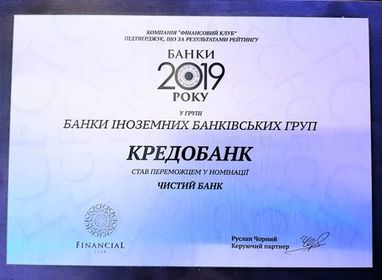 КОМПАНІЯ "ФІНАНСОВИЙ КЛУБ"
ПІДТВЕРДЖУЄ, ЩО ЗА РЕЗУЛЬТАТАМИ РЕЙТИНГУ
БАНКИ
2019
РОКУ
У ГРУПІ
БАНКИ ІНОЗЕМНИХ БАНКІВСЬКИХ ГРУП
КРЕДОБАНК
СТАВ ПЕРЕМОЖЦЕМ У НОМІНАЦІЇ
ЧИСТИЙ БАНК
FINANCIAL
CLUB
Руслан Чорний
Керуючий партнер